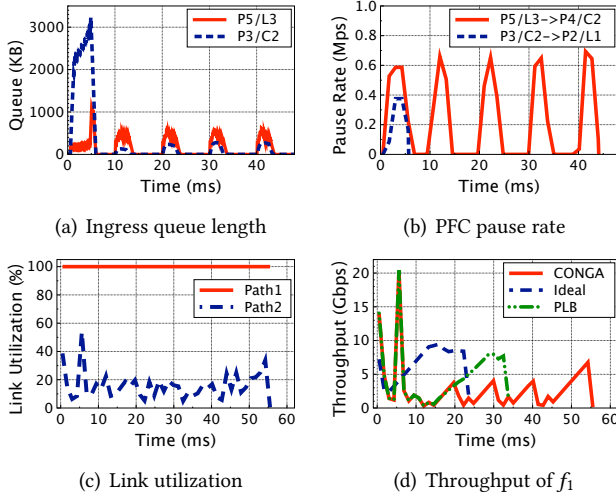 P5/L3
P3/C2
3000
2000
1000
0
Queue (KB)
0 10 20 30 40
Time (ms)
(a) Ingress queue length
P5/L3->P4/C2
P3/C2->P2/L1
1.0
0.8
0.6
0.4
0.2
0
Pause Rate (Mps)
0 10 20 30 40
Time (ms)
(b) PFC pause rate
100
80
60
40
20
0
Link Utilization (%)
Path1
Path2
0 10 20 30 40 50 60
Time (ms)
(c) Link utilization
20
15
10
5
0
Throughput (Gbps)
CONGA
Ideal
PLB
0 10 20 30 40 50 60
Time (ms)
(d) Throughput of f1